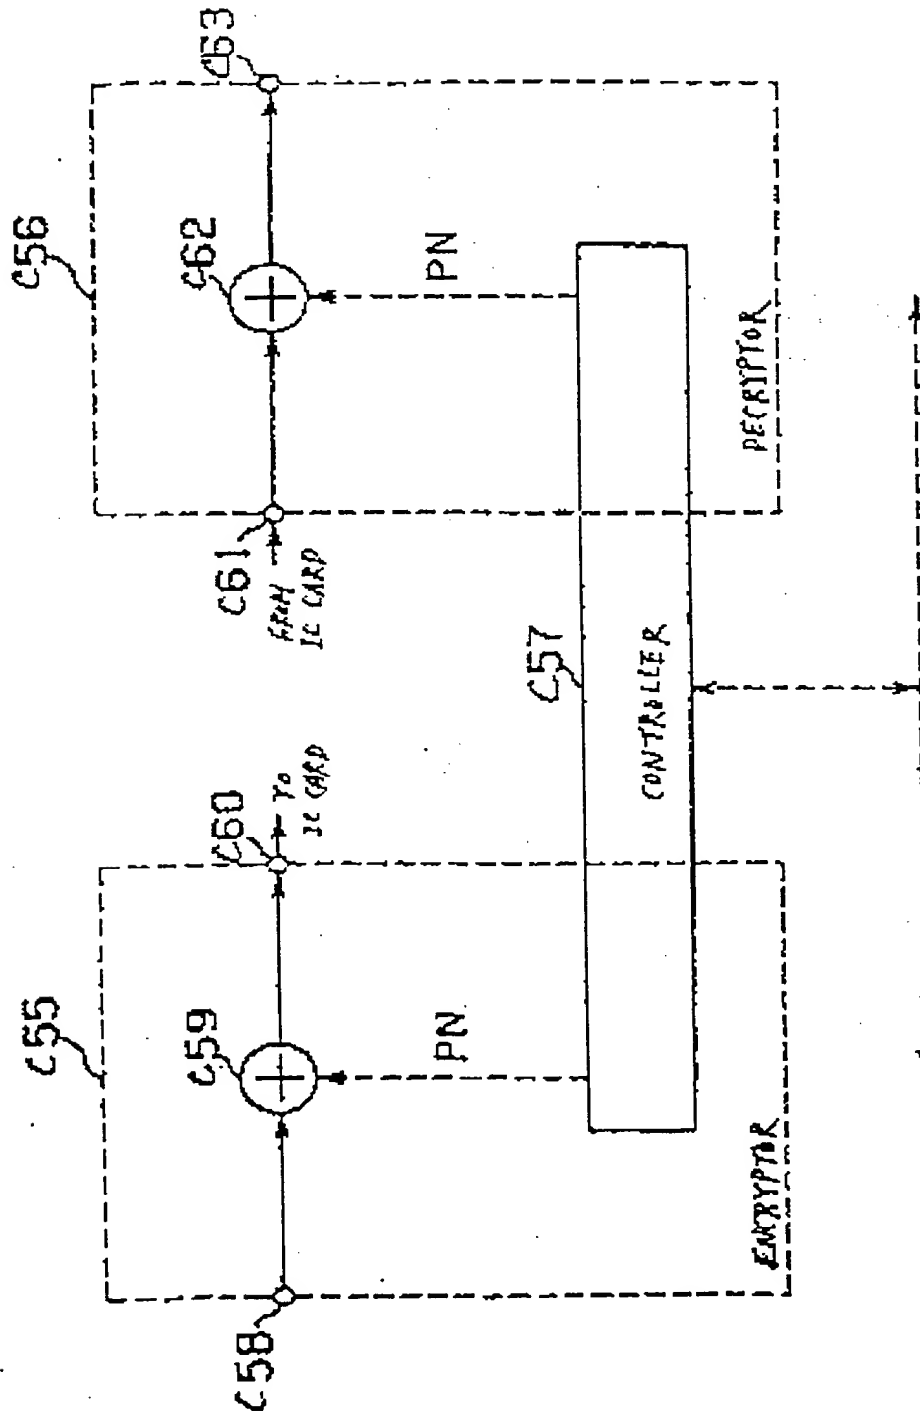 C55
C56
C58
C59
C60
TO
IC CARD
C61
FROM
IC CARD
C62
C63
PN
PN
C57
CONTROLLER
ENCRYPTOR
DECRYPTOR